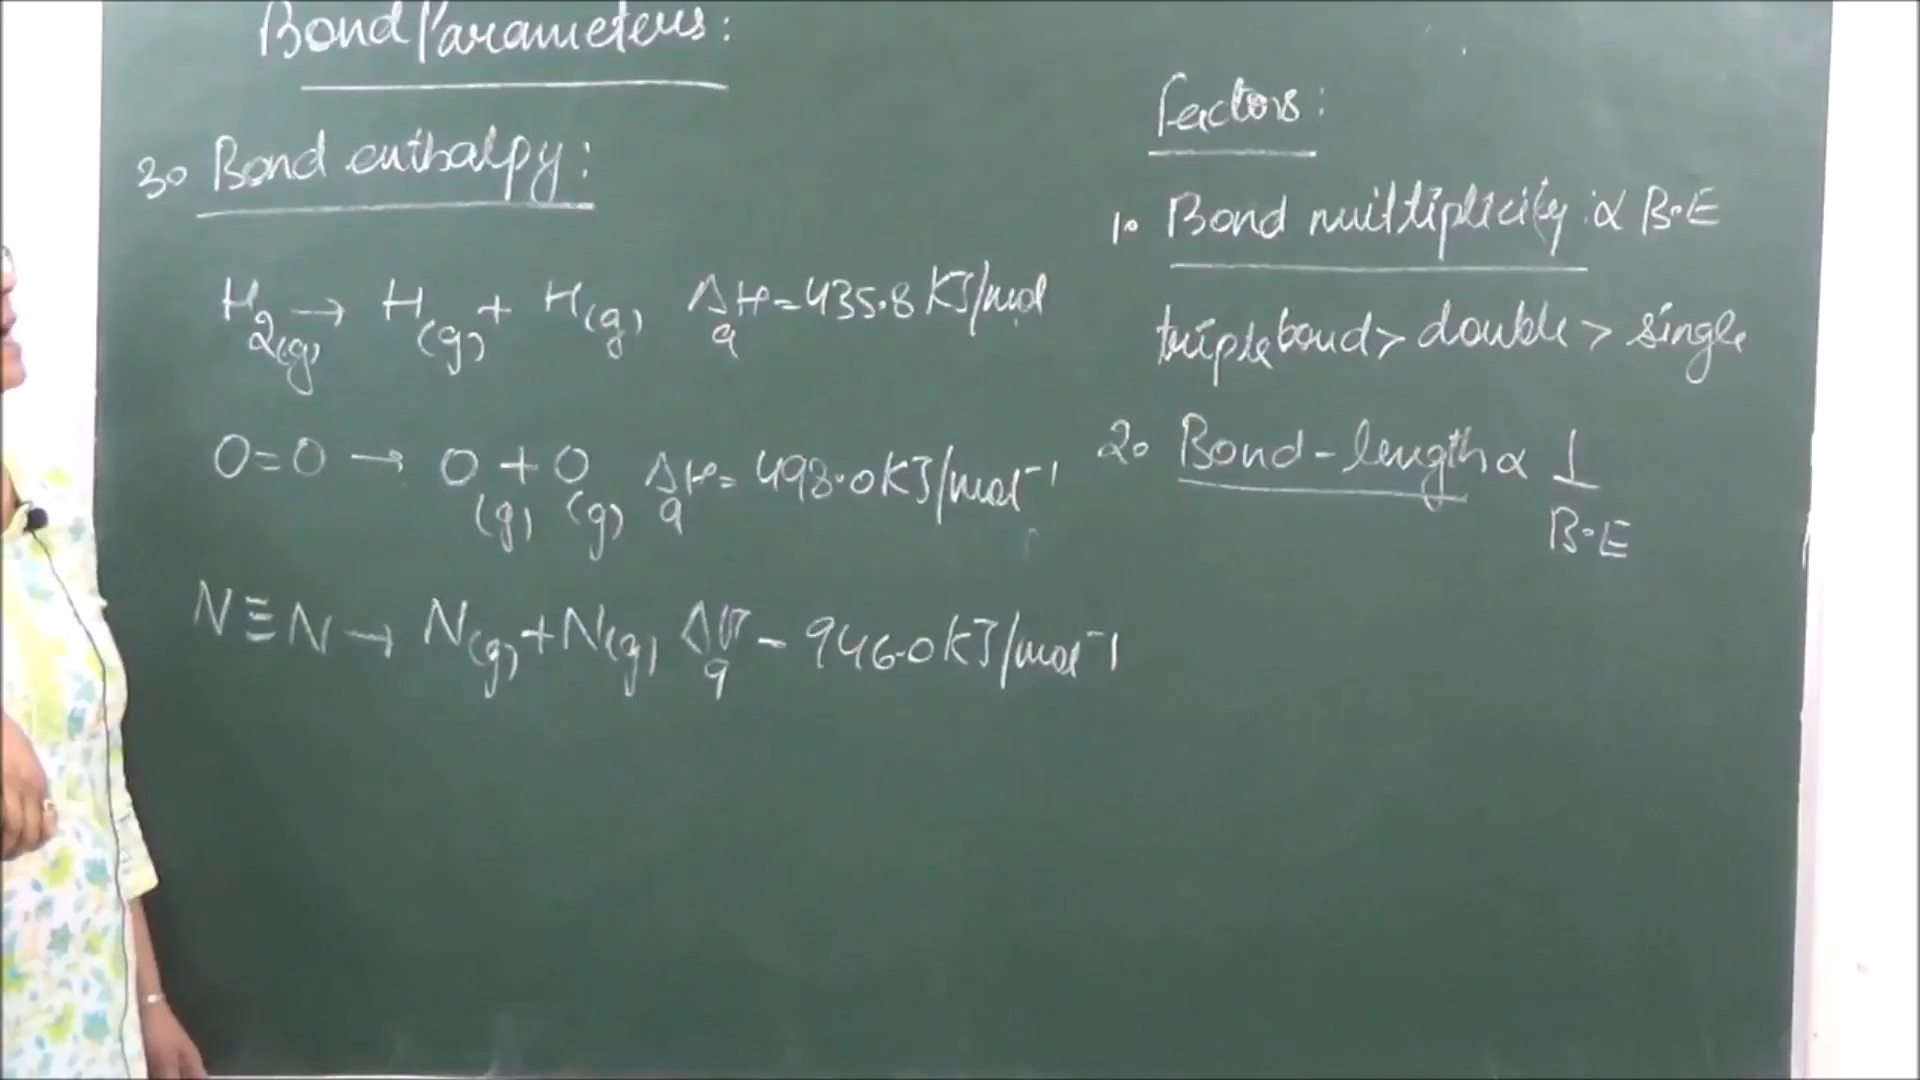 Bond Parameters:
3. Bond enthalpy:
H2(g) → H(g) + H(g) ΔaH = 435.8 KJ/mol
O=O → O(g) + O(g) ΔaH = 498.0 KJ/mol⁻¹
N≡N → N(g) + N(g) ΔaH - 946.0 KJ/mol⁻¹
Factors:
1. Bond multiplicity : ∝ B.E
triple bond > double > single
2. Bond-length ∝ 1/B.E